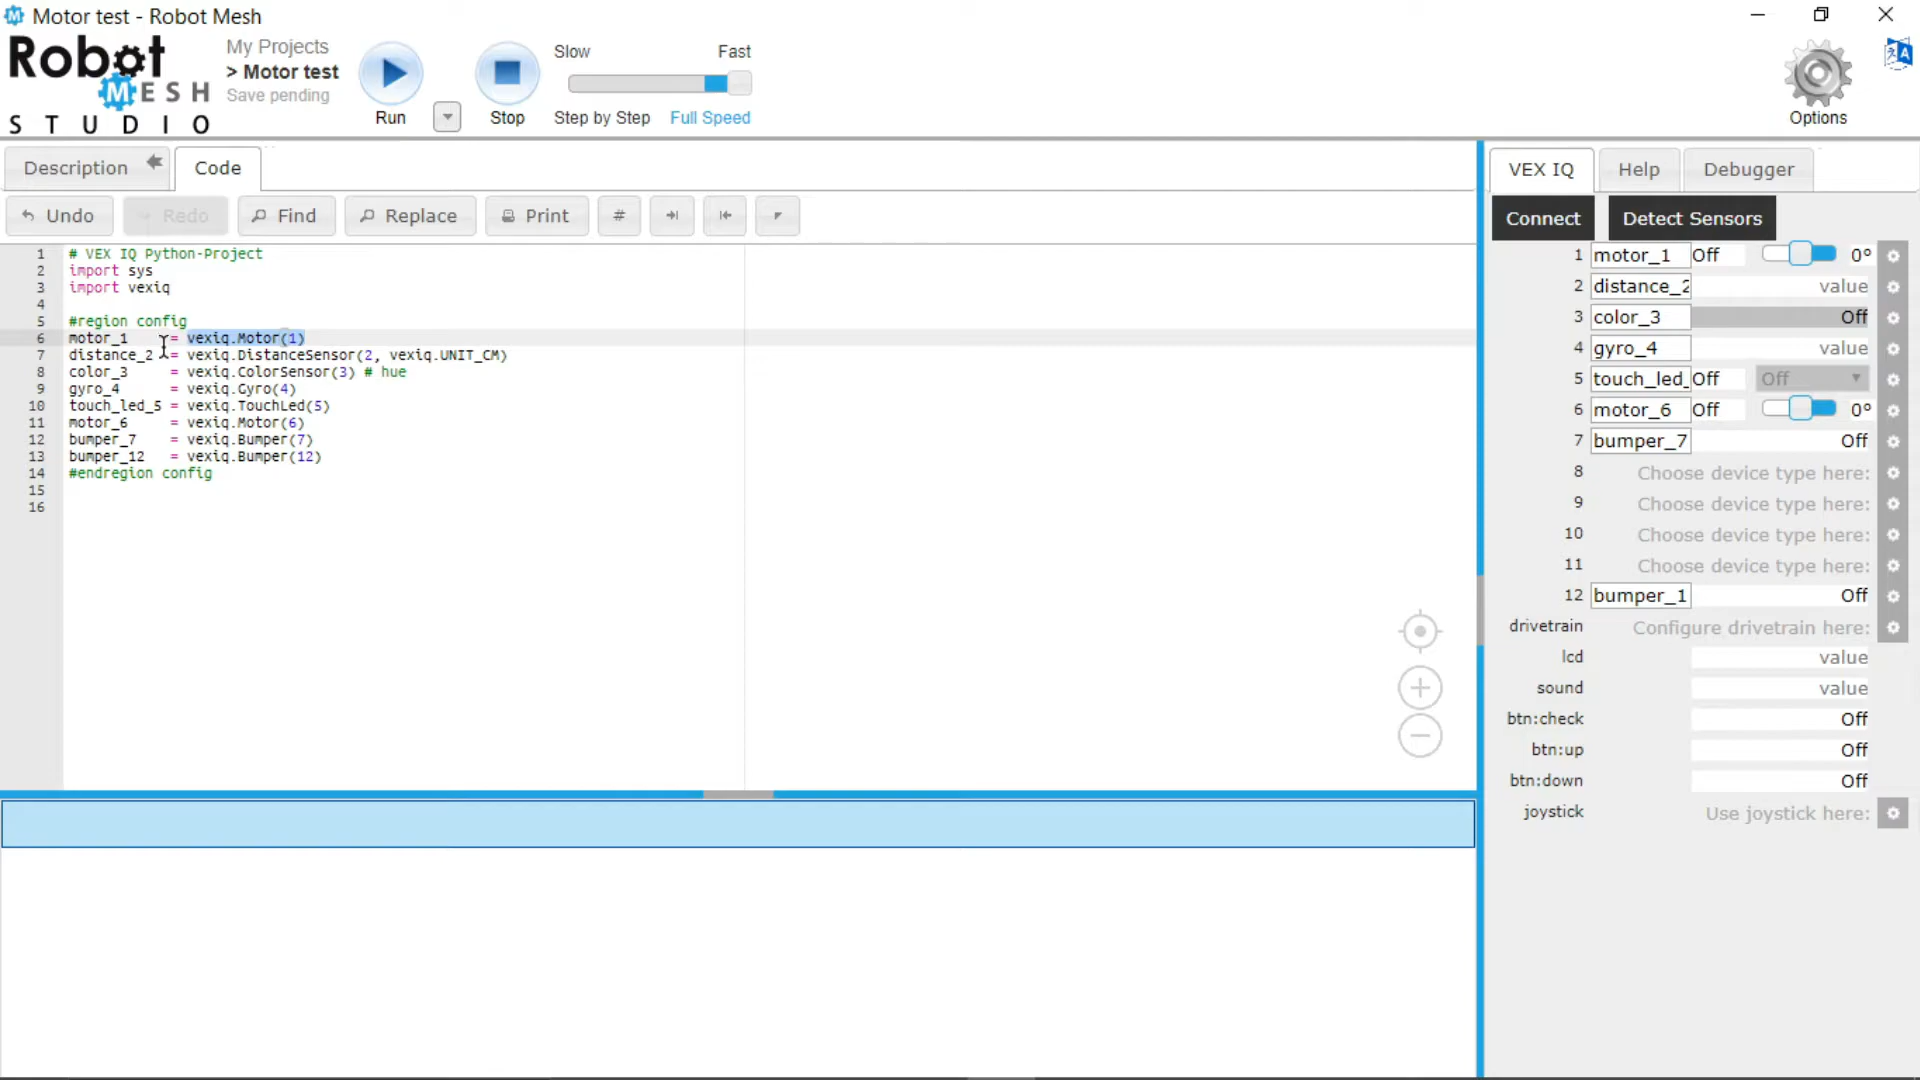 Motor test - Robot Mesh
Robot
MESH
STUDIO
My Projects
> Motor test
Save pending
Run
Stop
Slow Fast
Step by Step Full Speed
Options
Description
Code
Undo Redo Find Replace Print #
1 # VEX IQ Python-Project
2 import sys
3 import vexiq
4
5 #region config
6 motor_1 = vexiq.Motor(1)
7 distance_2 = vexiq.DistanceSensor(2, vexiq.UNIT_CM)
8 color_3 = vexiq.ColorSensor(3) # hue
9 gyro_4 = vexiq.Gyro(4)
10 touch_led_5 = vexiq.TouchLed(5)
11 motor_6 = vexiq.Motor(6)
12 bumper_7 = vexiq.Bumper(7)
13 bumper_12 = vexiq.Bumper(12)
14 #endregion config
15
16
VEX IQ Help Debugger
Connect Detect Sensors
1 motor_1 Off 0°
2 distance_2 value
3 color_3 Off
4 gyro_4 value
5 touch_led_ Off Off
6 motor_6 Off 0°
7 bumper_7 Off
8 Choose device type here:
9 Choose device type here:
10 Choose device type here:
11 Choose device type here:
12 bumper_1 Off
drivetrain Configure drivetrain here:
lcd value
sound value
btn:check Off
btn:up Off
btn:down Off
joystick Use joystick here: